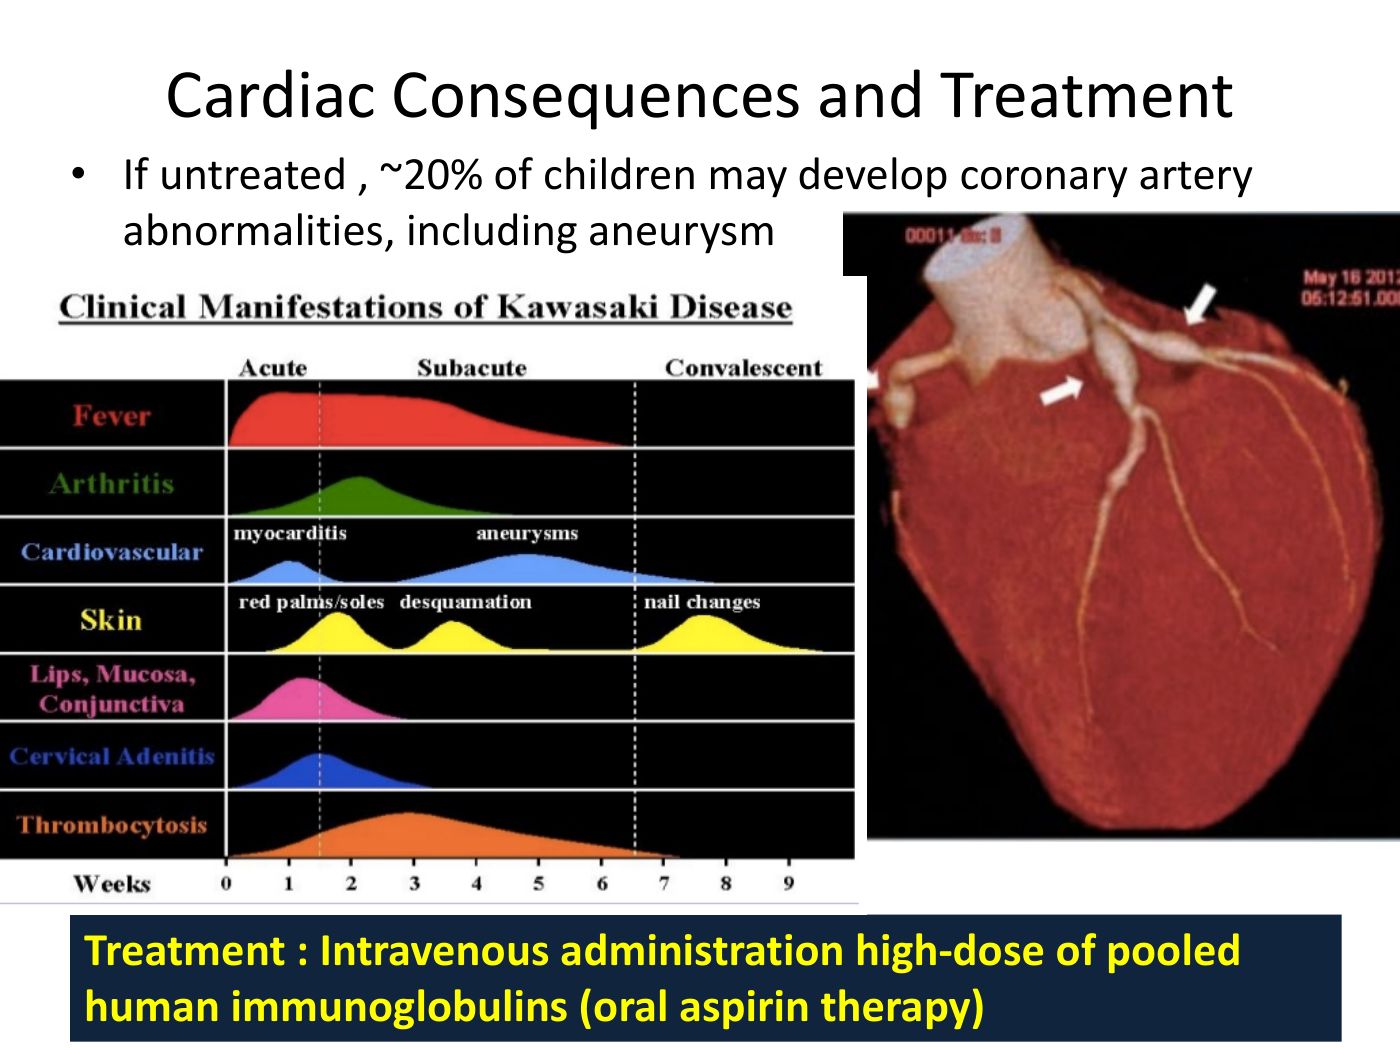 Cardiac Consequences and Treatment
• If untreated , ~20% of children may develop coronary artery
abnormalities, including aneurysm
Clinical Manifestations of Kawasaki Disease
Acute Subacute Convalescent
Fever
Arthritis
Cardiovascular
myocarditis aneurysms
Skin
red palms/soles desquamation nail changes
Lips, Mucosa,
Conjunctiva
Cervical Adenitis
Thrombocytosis
Weeks 0 1 2 3 4 5 6 7 8 9
May 16 2012
Treatment : Intravenous administration high-dose of pooled
human immunoglobulins (oral aspirin therapy)